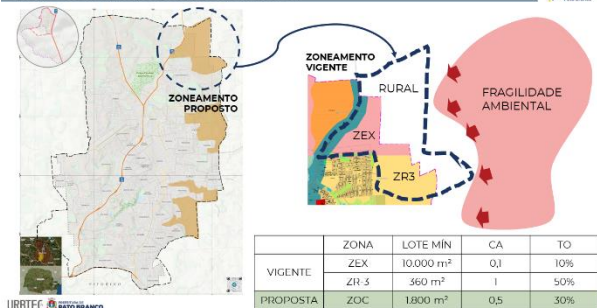 ZONEAMENTO
PROPOSTO
ZONEAMENTO
VIGENTE
RURAL
ZEX
ZR3
FRAGILIDADE
AMBIENTAL
ZONA LOTE MÍN CA TO
VIGENTE
ZEX 10.000 m² 0,1 10%
ZR-3 360 m² 1 50%
PROPOSTA ZOC 1.800 m² 0,5 30%
URBTEC
PATO BRANCO